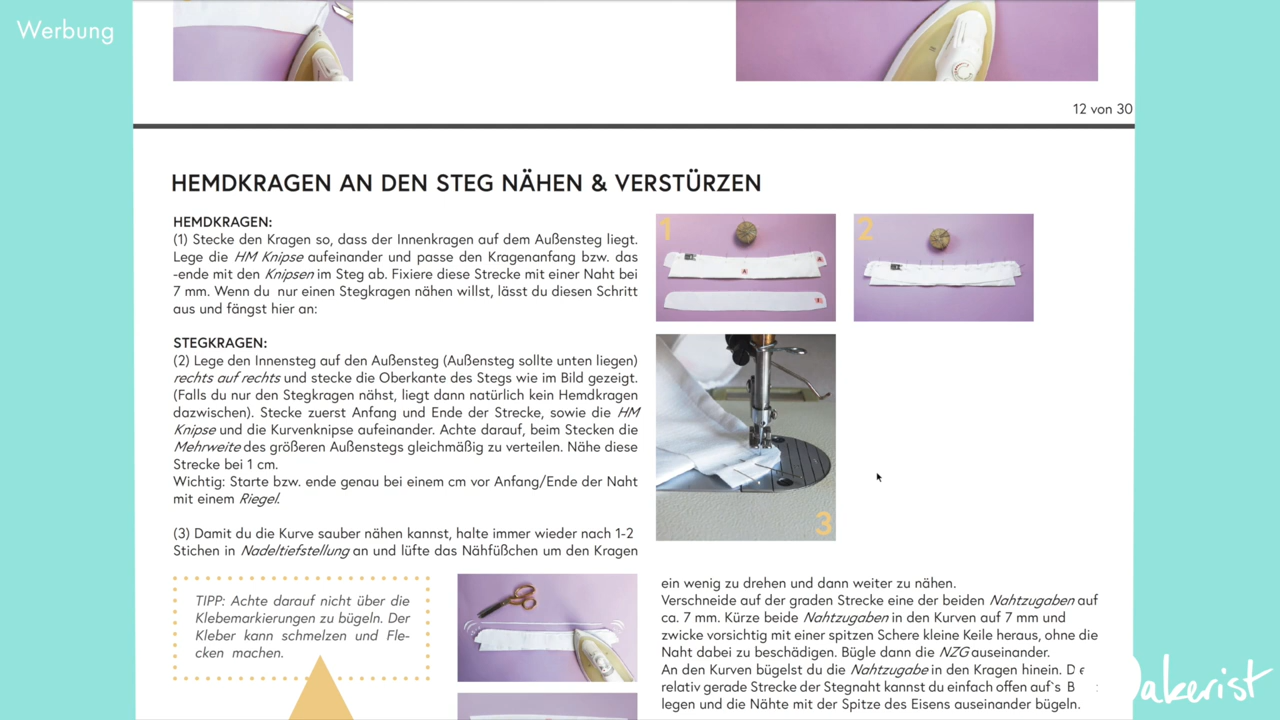 Werbung
12 von 30
HEMDKRAGEN AN DEN STEG NÄHEN & VERSTÜRZEN
HEMDKRAGEN:
(1) Stecke den Kragen so, dass der Innenkragen auf dem Außensteg liegt.
Lege die HM Knipse aufeinander und passe den Kragenanfang bzw. das
-ende mit den Knipsen im Steg ab. Fixiere diese Strecke mit einer Naht bei
7 mm. Wenn du nur einen Stegkragen nähen willst, lässt du diesen Schritt
aus und fängst hier an:
STEGKRAGEN:
(2) Lege den Innensteg auf den Außensteg (Außensteg sollte unten liegen)
rechts auf rechts und stecke die Oberkante des Stegs wie im Bild gezeigt.
(Falls du nur den Stegkragen nähst, liegt dann natürlich kein Hemdkragen
dazwischen). Stecke zuerst Anfang und Ende der Strecke, sowie die HM
Knipse und die Kurvenknipse aufeinander. Achte darauf, beim Stecken die
Mehrweite des größeren Außenstegs gleichmäßig zu verteilen. Nähe diese
Strecke bei 1 cm.
Wichtig: Starte bzw. ende genau bei einem cm vor Anfang/Ende der Naht
mit einem Riegel.
(3) Damit du die Kurve sauber nähen kannst, halte immer wieder nach 1-2
Stichen in Nadeltiefstellung an und lüfte das Nähfüßchen um den Kragen
1
2
3
TIPP: Achte darauf nicht über die
Klebemarkierungen zu bügeln. Der
Kleber kann schmelzen und Fle-
cken machen.
ein wenig zu drehen und dann weiter zu nähen.
Verschneide auf der graden Strecke eine der beiden Nahtzugaben auf
ca. 7 mm. Kürze beide Nahtzugaben in den Kurven auf 7 mm und
zwicke vorsichtig mit einer spitzen Schere kleine Keile heraus, ohne die
Naht dabei zu beschädigen. Bügle dann die NZG auseinander.
An den Kurven bügelst du die Nahtzugabe in den Kragen hinein. D e
relativ gerade Strecke der Stegnaht kannst du einfach offen auf`s B
legen und die Nähte mit der Spitze des Eisens auseinander bügeln.
akerist